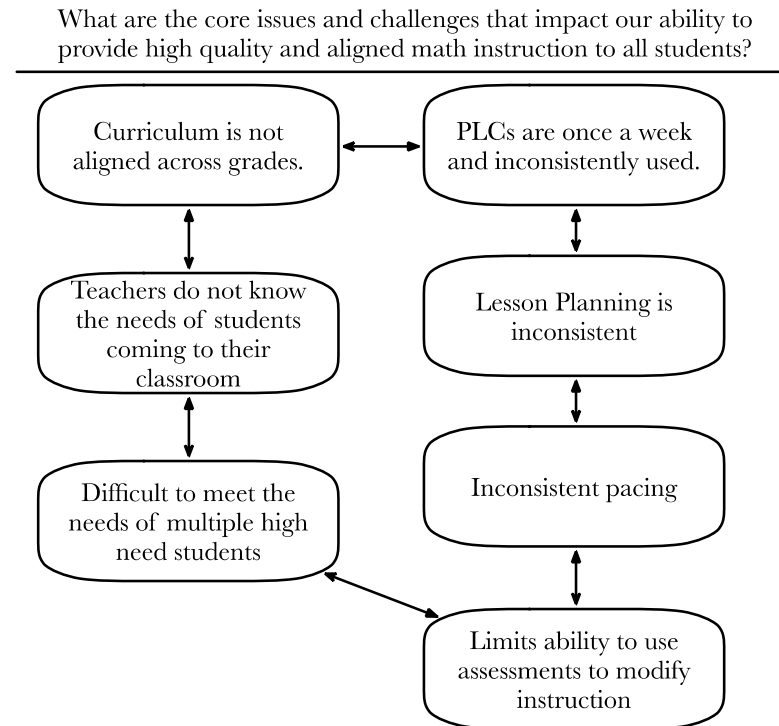 What are the core issues and challenges that impact our ability to
provide high quality and aligned math instruction to all students?
Curriculum is not
aligned across grades.
PLCs are once a week
and inconsistently used.
Teachers do not know
the needs of students
coming to their
classroom
Lesson Planning is
inconsistent
Difficult to meet the
needs of multiple high
need students
Inconsistent pacing
Limits ability to use
assessments to modify
instruction